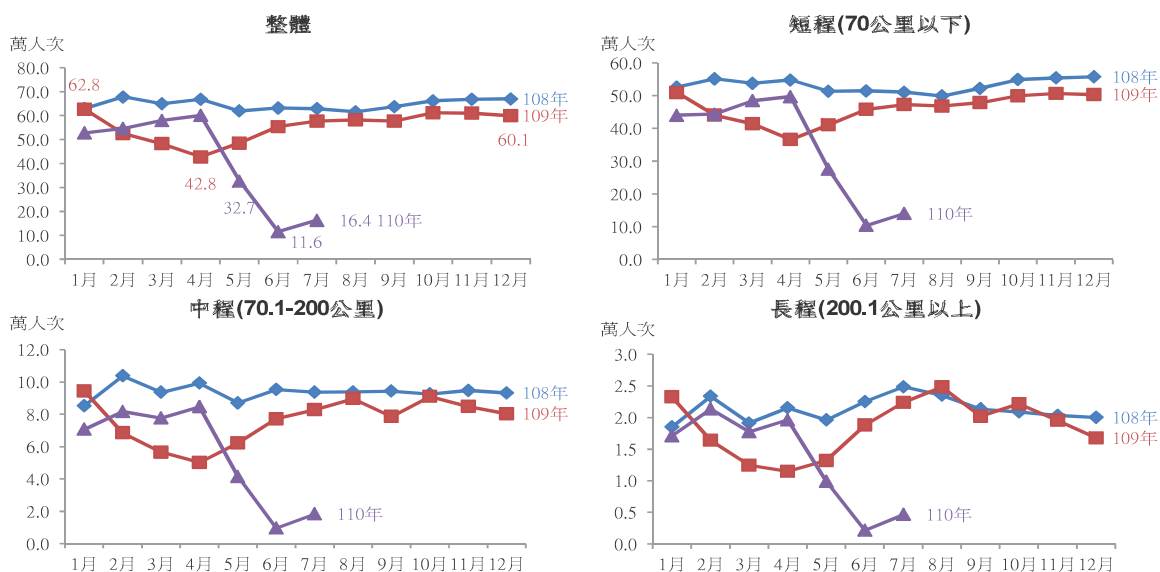 整體
萬人次
80.0
70.0
60.0
50.0
40.0
30.0
20.0
10.0
0.0
62.8
42.8
32.7
11.6
16.4 110年
108年
109年
60.1
1月 2月 3月 4月 5月 6月 7月 8月 9月 10月 11月 12月
短程(70公里以下)
萬人次
60.0
50.0
40.0
30.0
20.0
10.0
0.0
108年
109年
110年
1月 2月 3月 4月 5月 6月 7月 8月 9月 10月 11月 12月
中程(70.1-200公里)
萬人次
12.0
10.0
8.0
6.0
4.0
2.0
0.0
108年
109年
110年
1月 2月 3月 4月 5月 6月 7月 8月 9月 10月 11月 12月
長程(200.1公里以上)
萬人次
3.0
2.5
2.0
1.5
1.0
0.5
0.0
108年
109年
110年
1月 2月 3月 4月 5月 6月 7月 8月 9月 10月 11月 12月